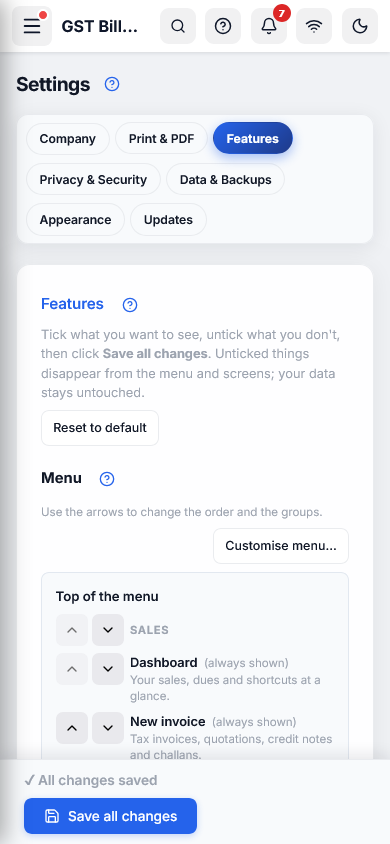 GST Bill...
7
Settings
Company
Print & PDF
Features
Privacy & Security
Data & Backups
Appearance
Updates
Features
Tick what you want to see, untick what you don't,
then click Save all changes. Unticked things
disappear from the menu and screens; your data
stays untouched.
Reset to default
Menu
Use the arrows to change the order and the groups.
Customise menu...
Top of the menu
SALES
Dashboard (always shown)
Your sales, dues and shortcuts at a
glance.
New invoice (always shown)
Tax invoices, quotations, credit notes
and challans.
✓ All changes saved
Save all changes